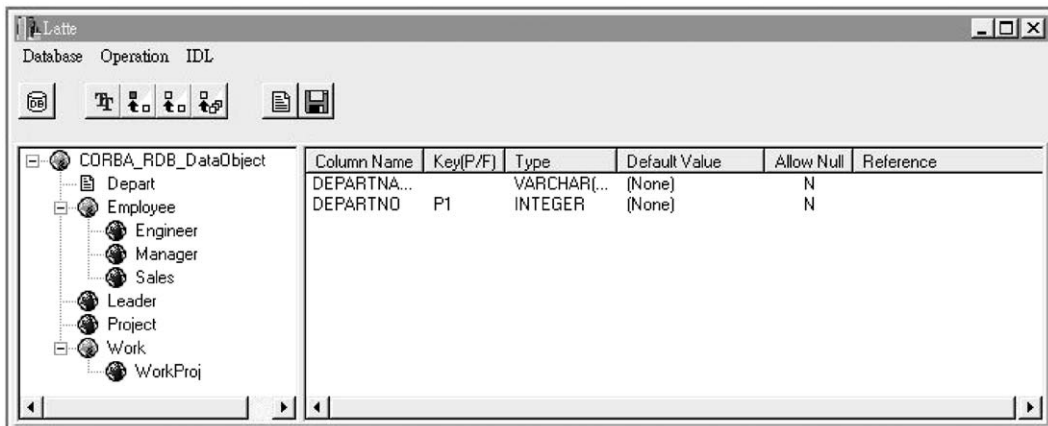 Latte
Database Operation IDL
DB
CORBA_RDB_DataObject
Depart
Employee
Engineer
Manager
Sales
Leader
Project
Work
WorkProj
Column Name Key(P/F) Type Default Value Allow Null Reference
DEPARTNA... VARCHAR(... (None) N
DEPARTNO P1 INTEGER (None) N